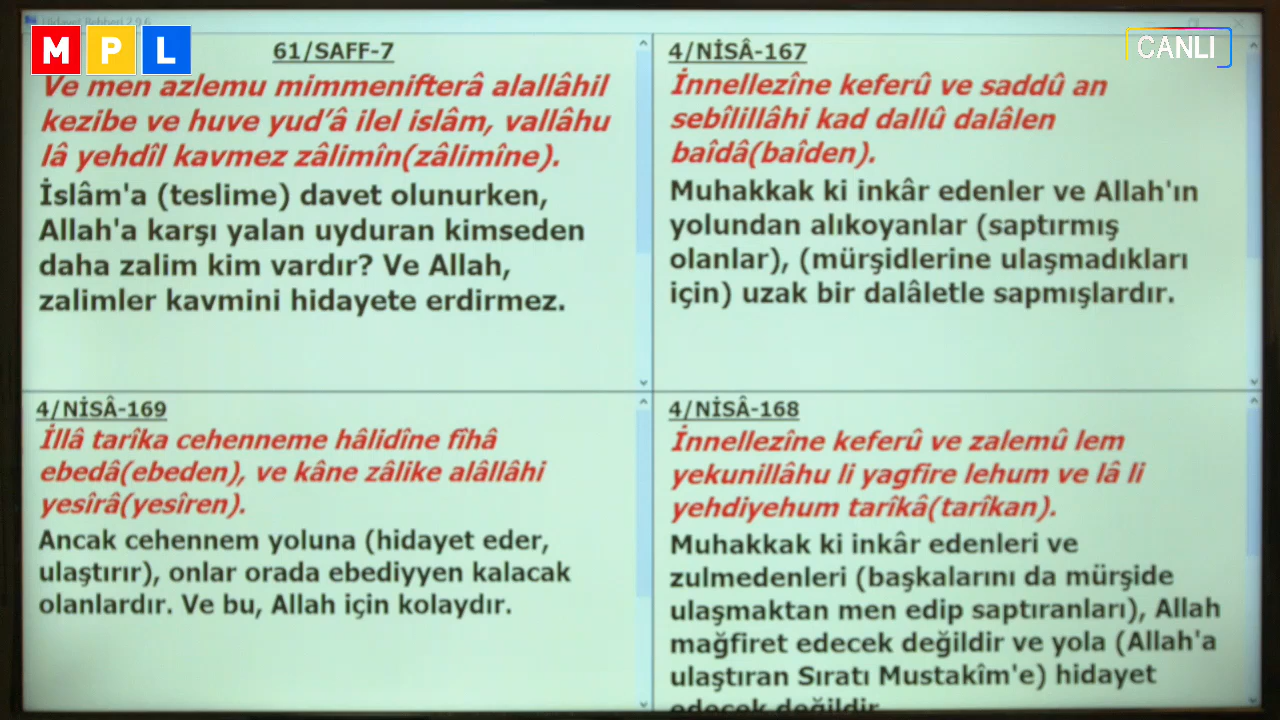 Hidayet Rehberi 2.9.6
MPL
CANLI
61/SAFF-7
Ve men azlemu mimmenifterâ alallâhil
kezibe ve huve yud’â ilel islâm, vallâhu
lâ yehdîl kavmez zâlimîn(zâlimîne).
İslâm'a (teslime) davet olunurken,
Allah'a karşı yalan uyduran kimseden
daha zalim kim vardır? Ve Allah,
zalimler kavmini hidayete erdirmez.
4/NİSÂ-167
İnnellezîne keferû ve saddû an
sebîlillâhi kad dallû dalâlen
baîdâ(baîden).
Muhakkak ki inkâr edenler ve Allah'ın
yolundan alıkoyanlar (saptırmış
olanlar), (mürşidlerine ulaşmadıkları
için) uzak bir dalâletle sapmışlardır.
4/NİSÂ-169
İllâ tarîka cehenneme hâlidîne fîhâ
ebedâ(ebeden), ve kâne zâlike alâllâhi
yesîrâ(yesîren).
Ancak cehennem yoluna (hidayet eder,
ulaştırır), onlar orada ebediyyen kalacak
olanlardır. Ve bu, Allah için kolaydır.
4/NİSÂ-168
İnnellezîne keferû ve zalemû lem
yekunillâhu li yagfire lehum ve lâ li
yehdiyehum tarîkâ(tarîkan).
Muhakkak ki inkâr edenleri ve
zulmedenleri (başkalarını da mürşide
ulaşmaktan men edip saptıranları), Allah
mağfiret edecek değildir ve yola (Allah'a
ulaştıran Sıratı Mustakîm'e) hidayet
edecek değildir